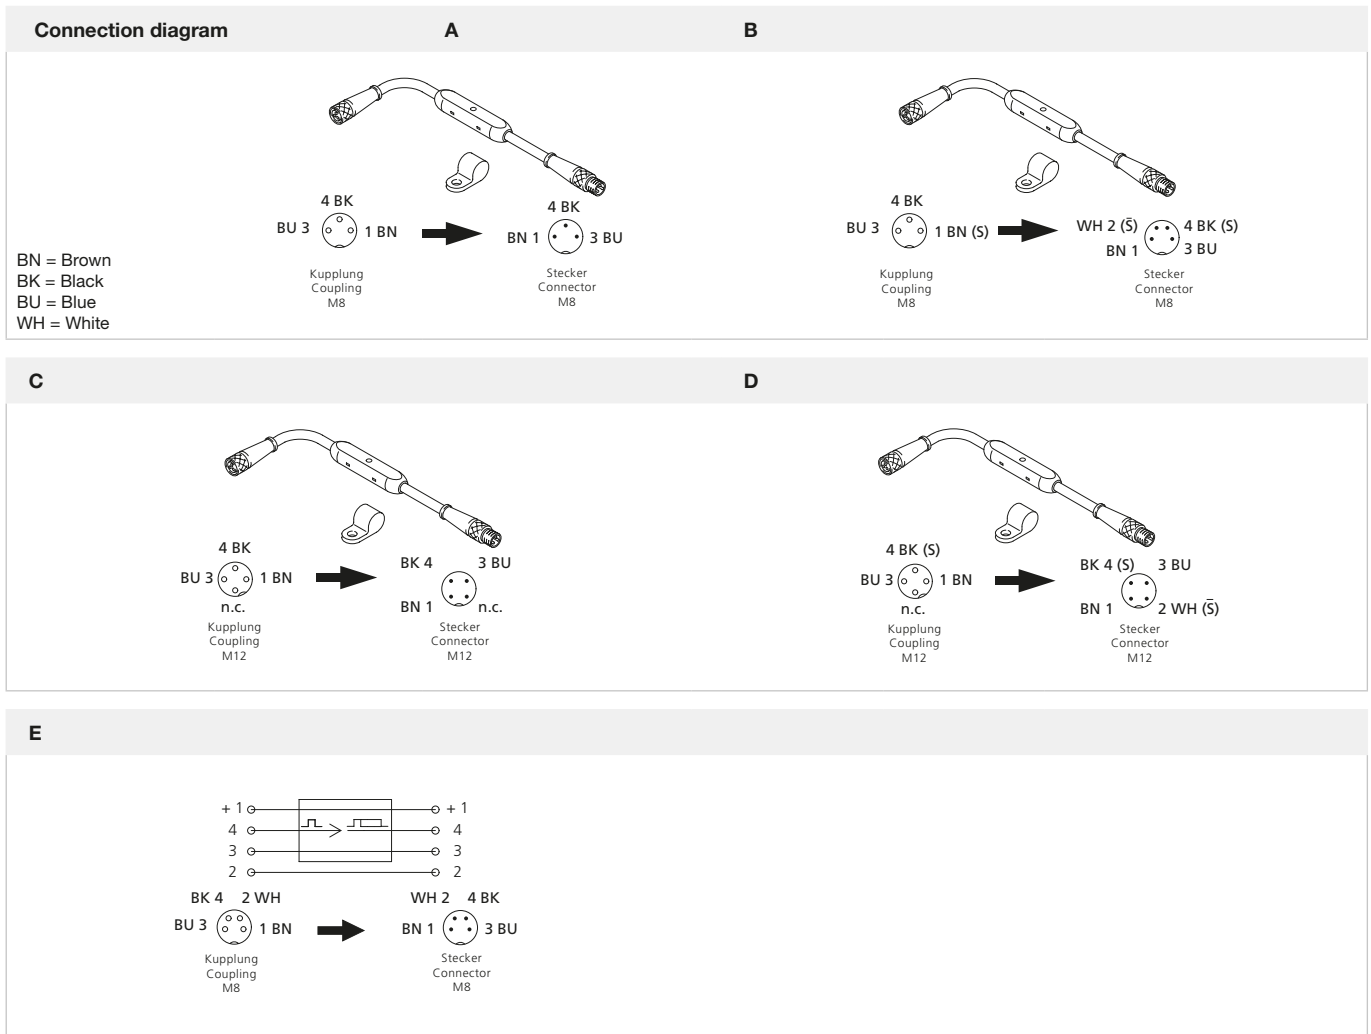 Connection diagram A B
4 BK
BU 3 1 BN
4 BK
BN 1 3 BU
BN = Brown
BK = Black
BU = Blue
WH = White
Kupplung
Coupling
M8
Stecker
Connector
M8
4 BK
BU 3 1 BN (S)
WH 2 (S̄) 4 BK (S)
BN 1 3 BU
Kupplung
Coupling
M8
Stecker
Connector
M8
C D
4 BK
BU 3 1 BN
n.c.
Kupplung
Coupling
M12
BK 4 3 BU
BN 1 n.c.
Stecker
Connector
M12
4 BK (S)
BU 3 1 BN
n.c.
Kupplung
Coupling
M12
BK 4 (S) 3 BU
BN 1 2 WH (S̄)
Stecker
Connector
M12
E
+ 1 + 1
4 4
3 3
2 2
BK 4 2 WH
BU 3 1 BN
Kupplung
Coupling
M8
WH 2 4 BK
BN 1 3 BU
Stecker
Connector
M8